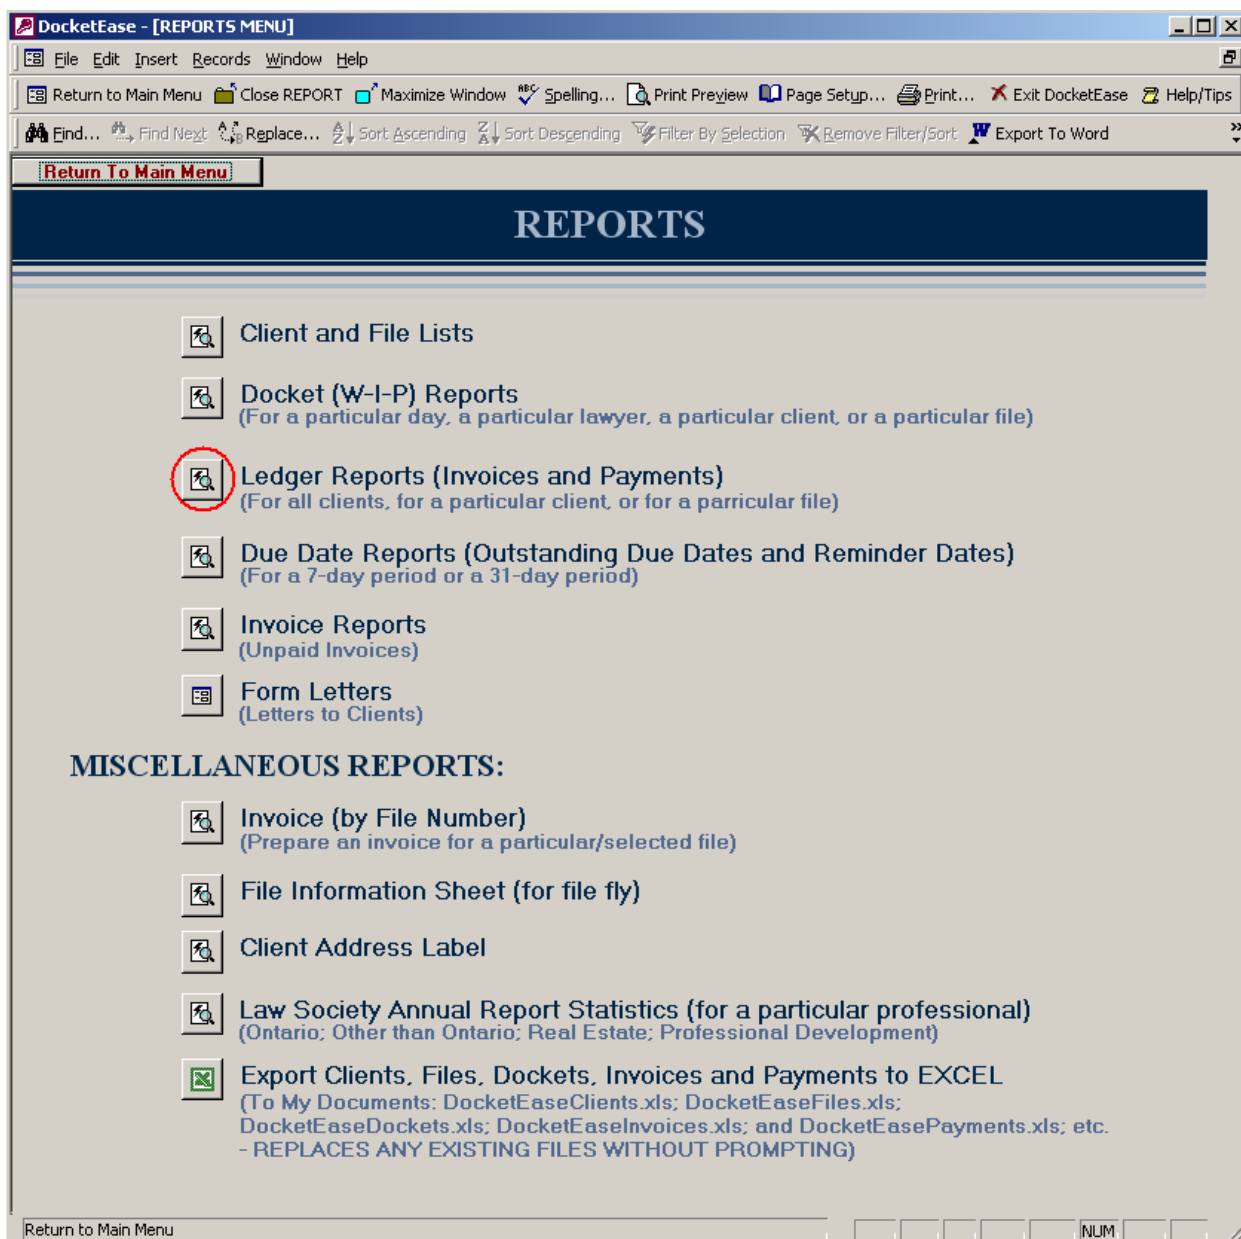 DocketEase - [REPORTS MENU]
File Edit Insert Records Window Help
Return to Main Menu Close REPORT Maximize Window ABC Spelling... Print Preview Page Setup... Print... Exit DocketEase Help/Tips
Find... Find Next Replace... Sort Ascending Sort Descending Filter By Selection Remove Filter/Sort Export To Word
Return To Main Menu
REPORTS
Client and File Lists
Docket (W-I-P) Reports
(For a particular day, a particular lawyer, a particular client, or a particular file)
Ledger Reports (Invoices and Payments)
(For all clients, for a particular client, or for a parricular file)
Due Date Reports (Outstanding Due Dates and Reminder Dates)
(For a 7-day period or a 31-day period)
Invoice Reports
(Unpaid Invoices)
Form Letters
(Letters to Clients)
MISCELLANEOUS REPORTS:
Invoice (by File Number)
(Prepare an invoice for a particular/selected file)
File Information Sheet (for file fly)
Client Address Label
Law Society Annual Report Statistics (for a particular professional)
(Ontario; Other than Ontario; Real Estate; Professional Development)
Export Clients, Files, Dockets, Invoices and Payments to EXCEL
(To My Documents: DocketEaseClients.xls; DocketEaseFiles.xls;
DocketEaseDockets.xls; DocketEaseInvoices.xls; and DocketEasePayments.xls; etc.
- REPLACES ANY EXISTING FILES WITHOUT PROMPTING)
Return to Main Menu NUM